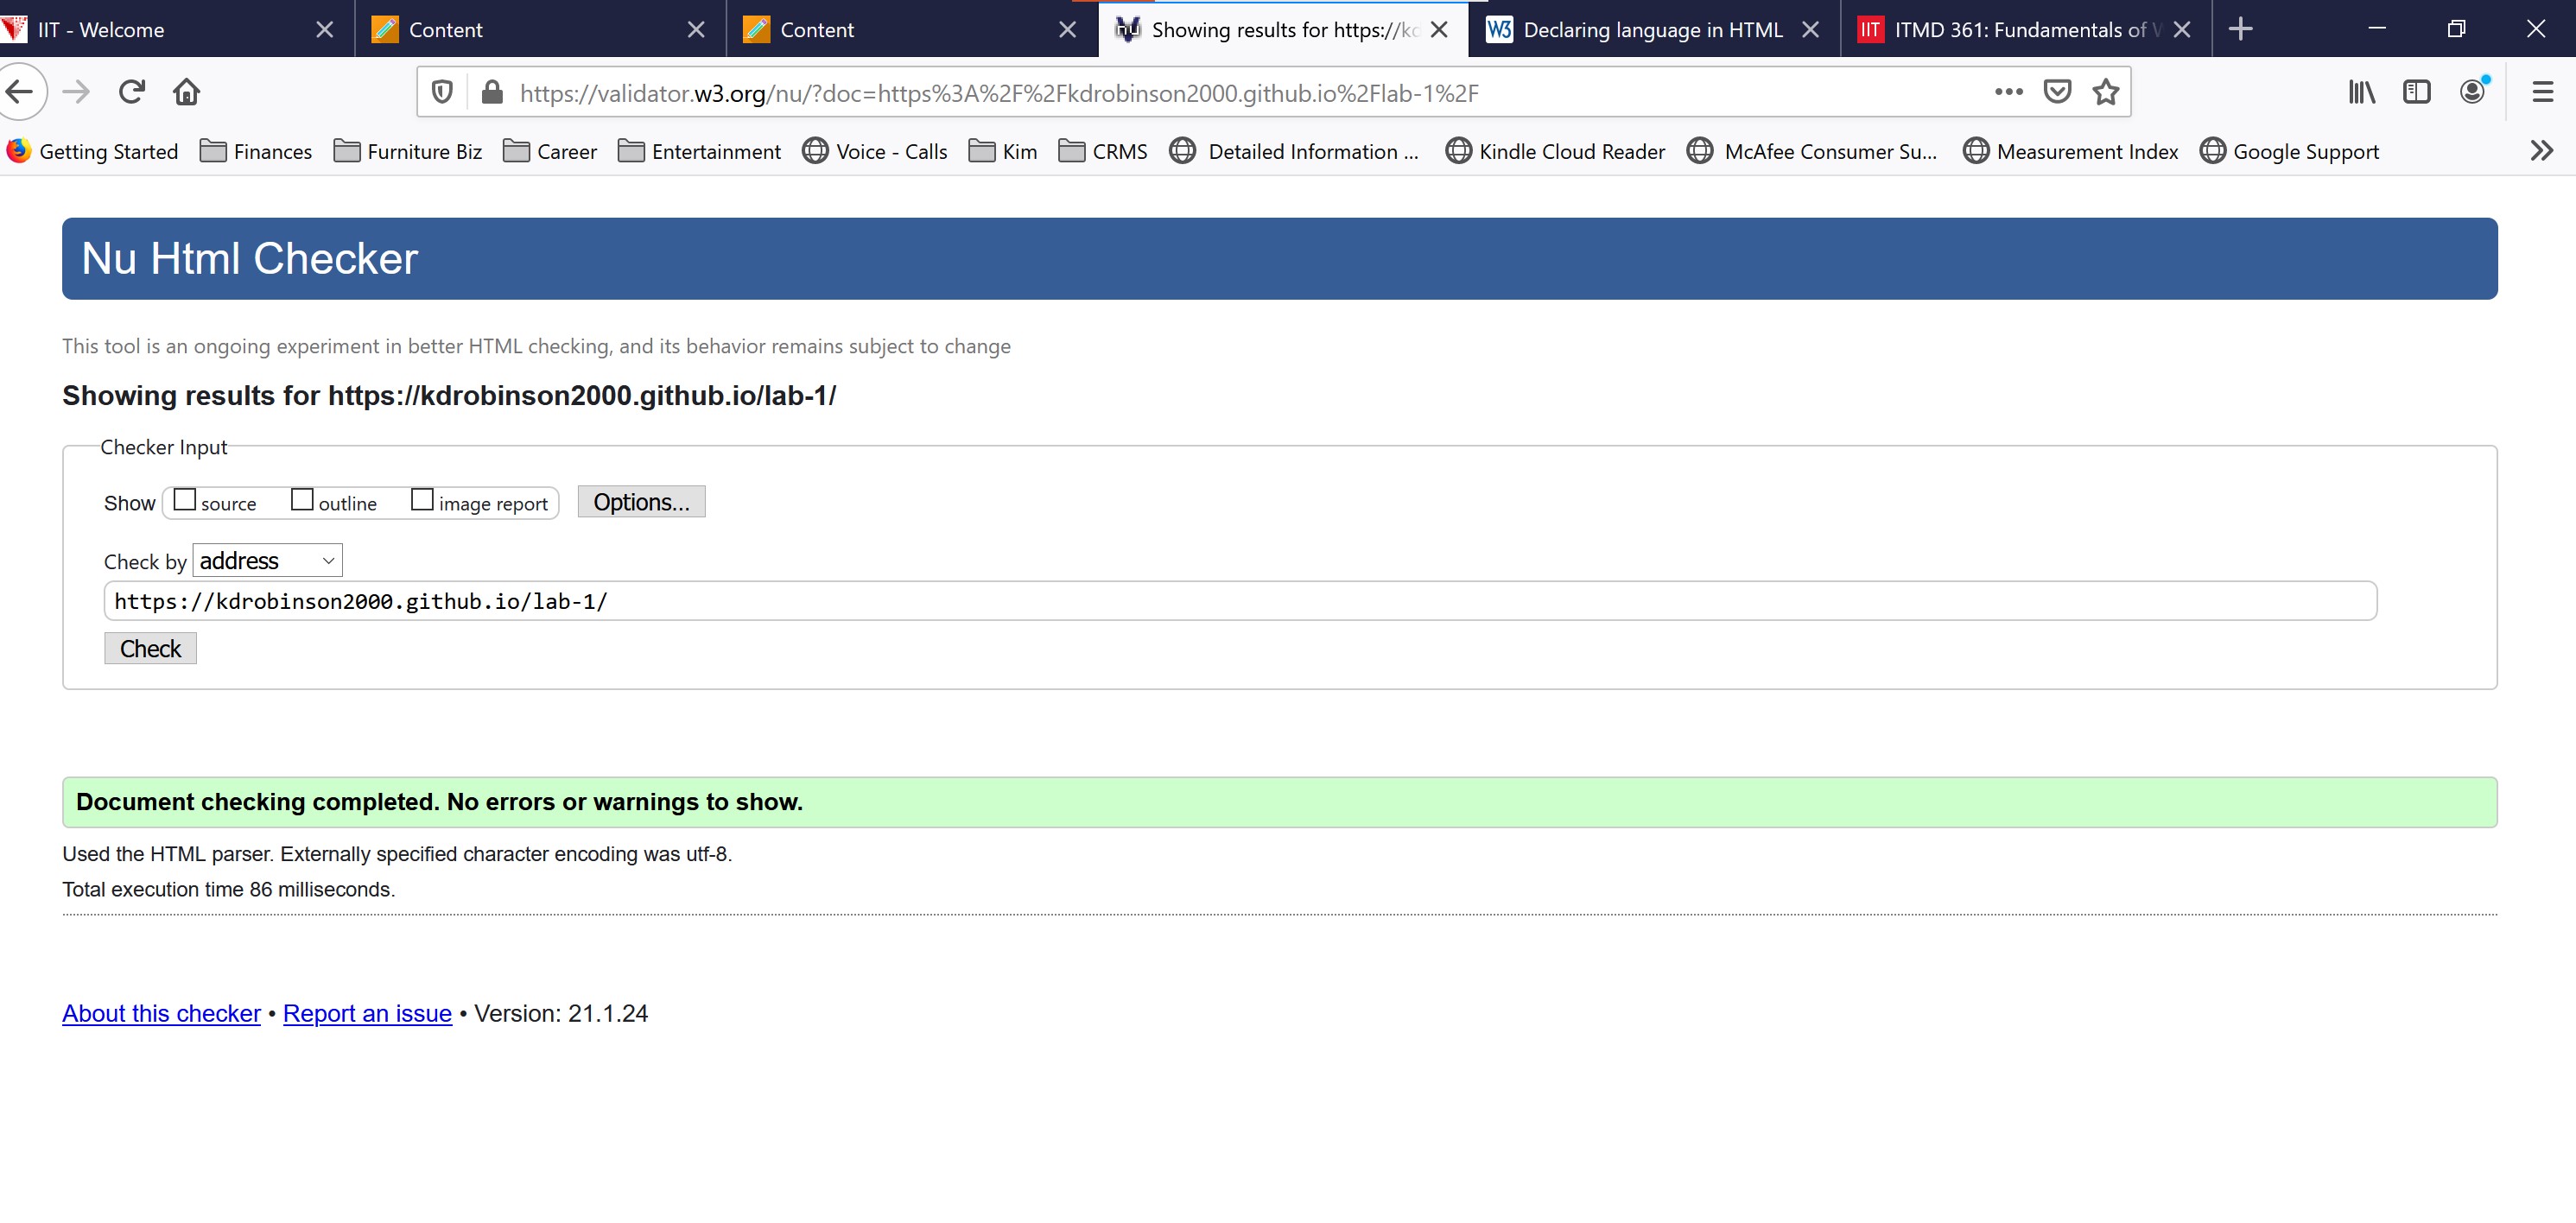 IIT - Welcome
Content
Content
Showing results for https://kd
Declaring language in HTML
IIT ITMD 361: Fundamentals of W
https://validator.w3.org/nu/?doc=https%3A%2F%2Fkdrobinson2000.github.io%2Flab-1%2F
Getting Started Finances Furniture Biz Career Entertainment Voice - Calls Kim CRMS Detailed Information ... Kindle Cloud Reader McAfee Consumer Su... Measurement Index Google Support
Nu Html Checker
This tool is an ongoing experiment in better HTML checking, and its behavior remains subject to change
Showing results for https://kdrobinson2000.github.io/lab-1/
Checker Input
Show source outline image report Options...
Check by address
https://kdrobinson2000.github.io/lab-1/
Check
Document checking completed. No errors or warnings to show.
Used the HTML parser. Externally specified character encoding was utf-8.
Total execution time 86 milliseconds.
About this checker • Report an issue • Version: 21.1.24